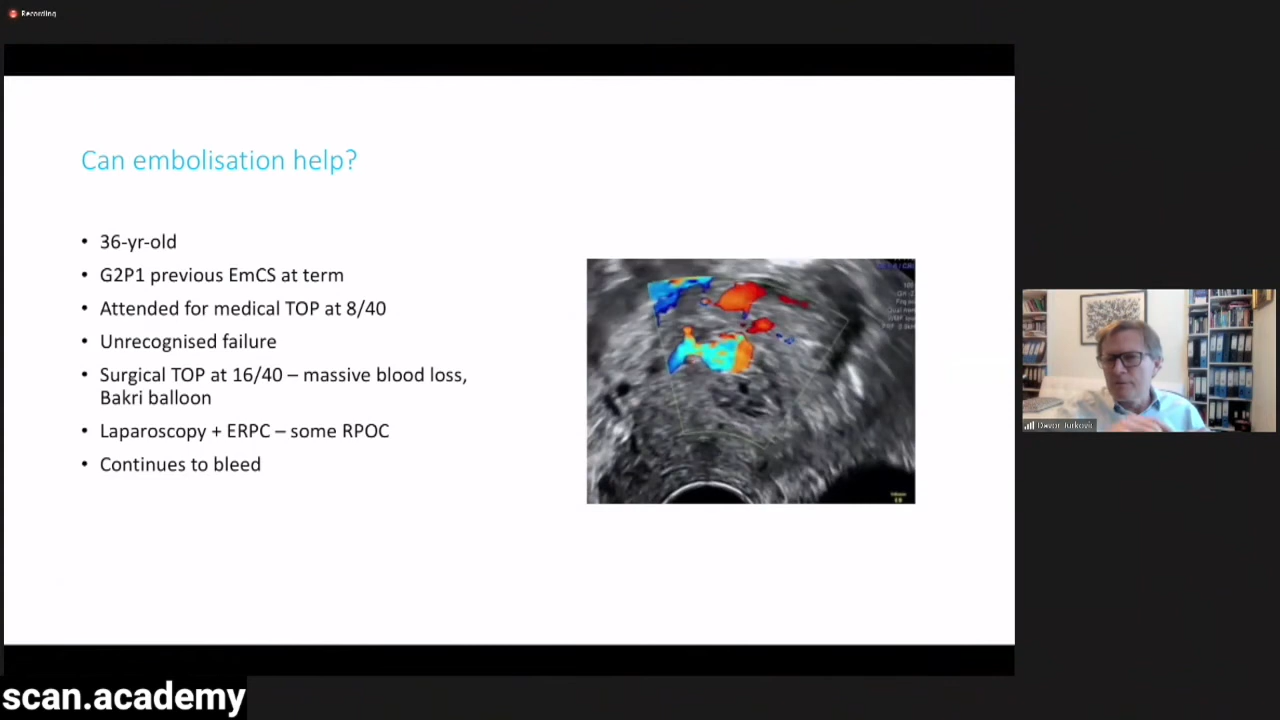 Recording
Can embolisation help?
• 36-yr-old
• G2P1 previous EmCS at term
• Attended for medical TOP at 8/40
• Unrecognised failure
• Surgical TOP at 16/40 – massive blood loss,
Bakri balloon
• Laparoscopy + ERPC – some RPOC
• Continues to bleed
Davor Jurkovic
scan.academy